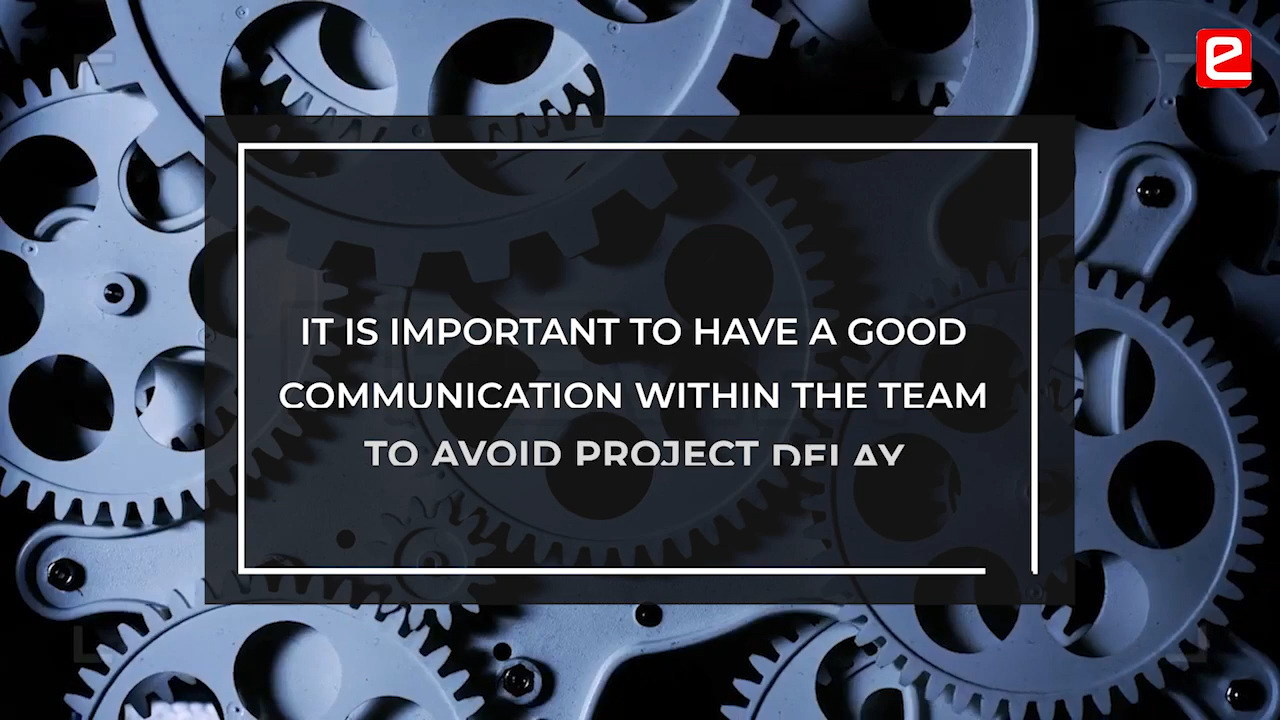 e
IT IS IMPORTANT TO HAVE A GOOD
COMMUNICATION WITHIN THE TEAM
TO AVOID PROJECT DELAY